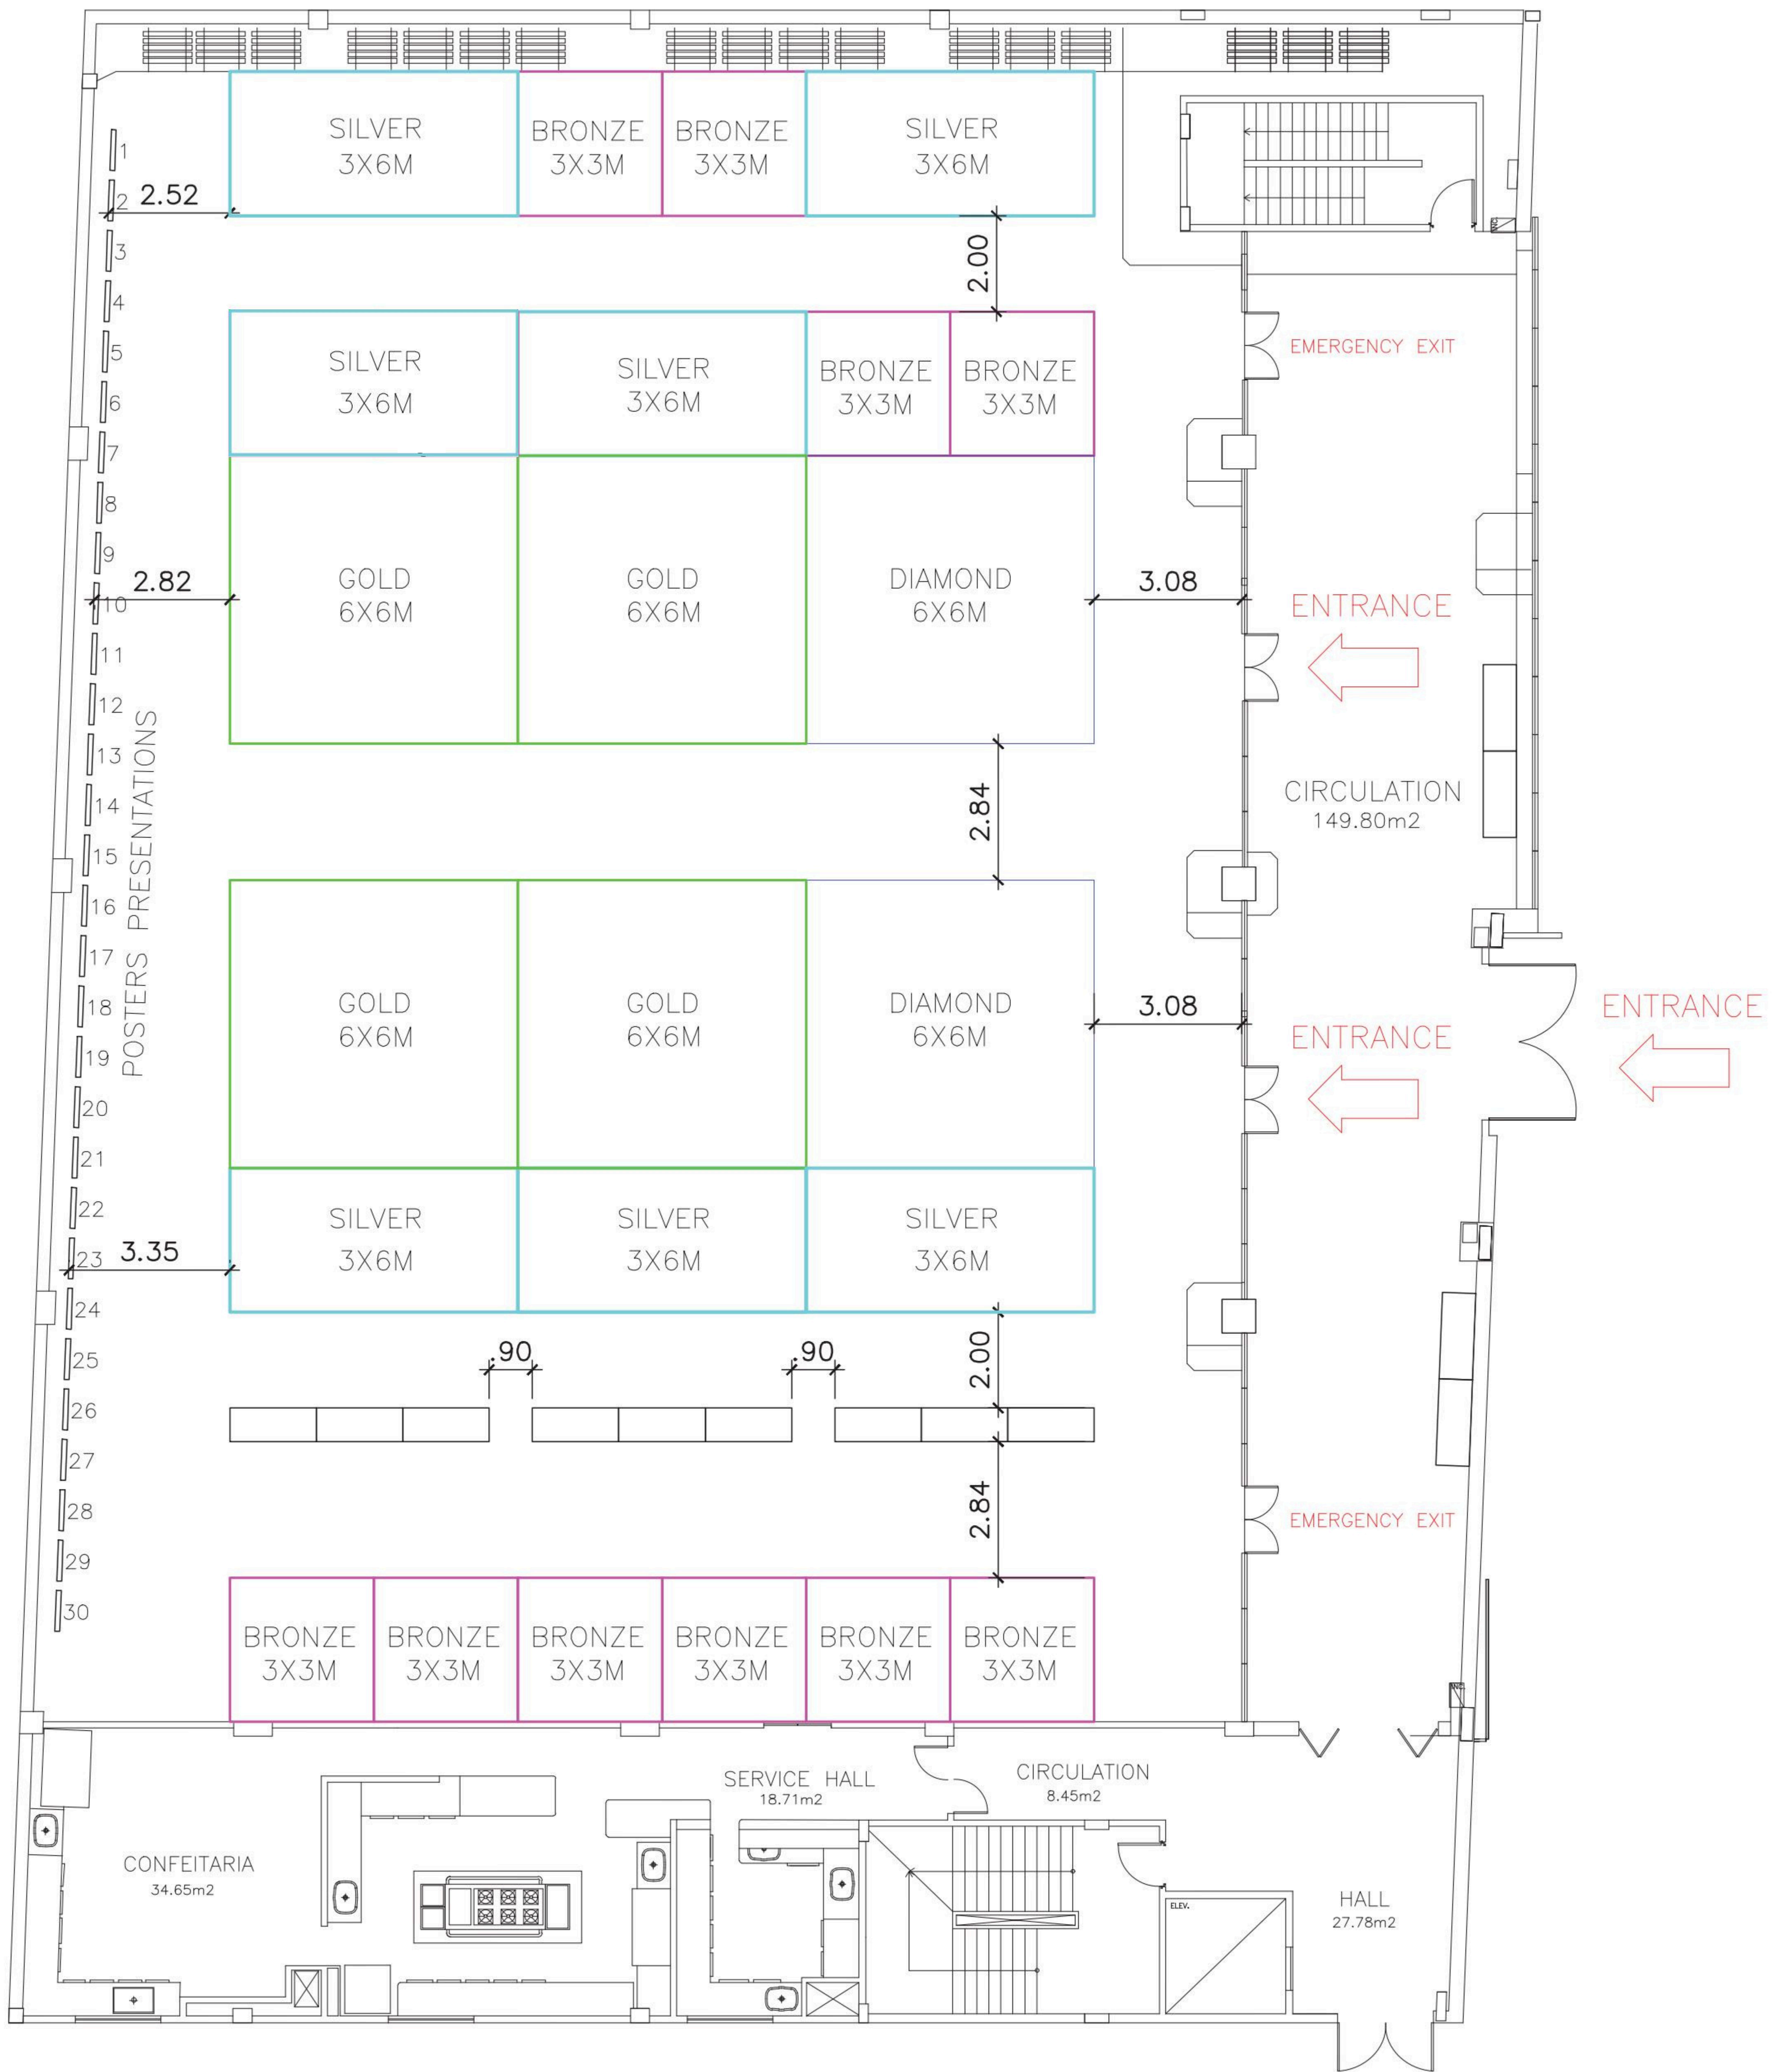 SILVER
3X6M
BRONZE
3X3M
BRONZE
3X3M
SILVER
3X6M
1
2
2.52
3
2.00
4
SILVER
3X6M
SILVER
3X6M
BRONZE
3X3M
BRONZE
3X3M
EMERGENCY EXIT
5
6
7
8
9
10
2.82
GOLD
6X6M
GOLD
6X6M
DIAMOND
6X6M
3.08
ENTRANCE
11
12
13
14
15
16
17
18
19
20
21
22
23
24
25
26
27
28
29
30
POSTERS PRESENTATIONS
2.84
CIRCULATION
149.80m2
GOLD
6X6M
GOLD
6X6M
DIAMOND
6X6M
3.08
ENTRANCE
ENTRANCE
SILVER
3X6M
SILVER
3X6M
SILVER
3X6M
3.35
.90
.90
2.00
2.84
EMERGENCY EXIT
BRONZE
3X3M
BRONZE
3X3M
BRONZE
3X3M
BRONZE
3X3M
BRONZE
3X3M
BRONZE
3X3M
SERVICE HALL
18.71m2
CIRCULATION
8.45m2
CONFEITARIA
34.65m2
ELEV.
HALL
27.78m2